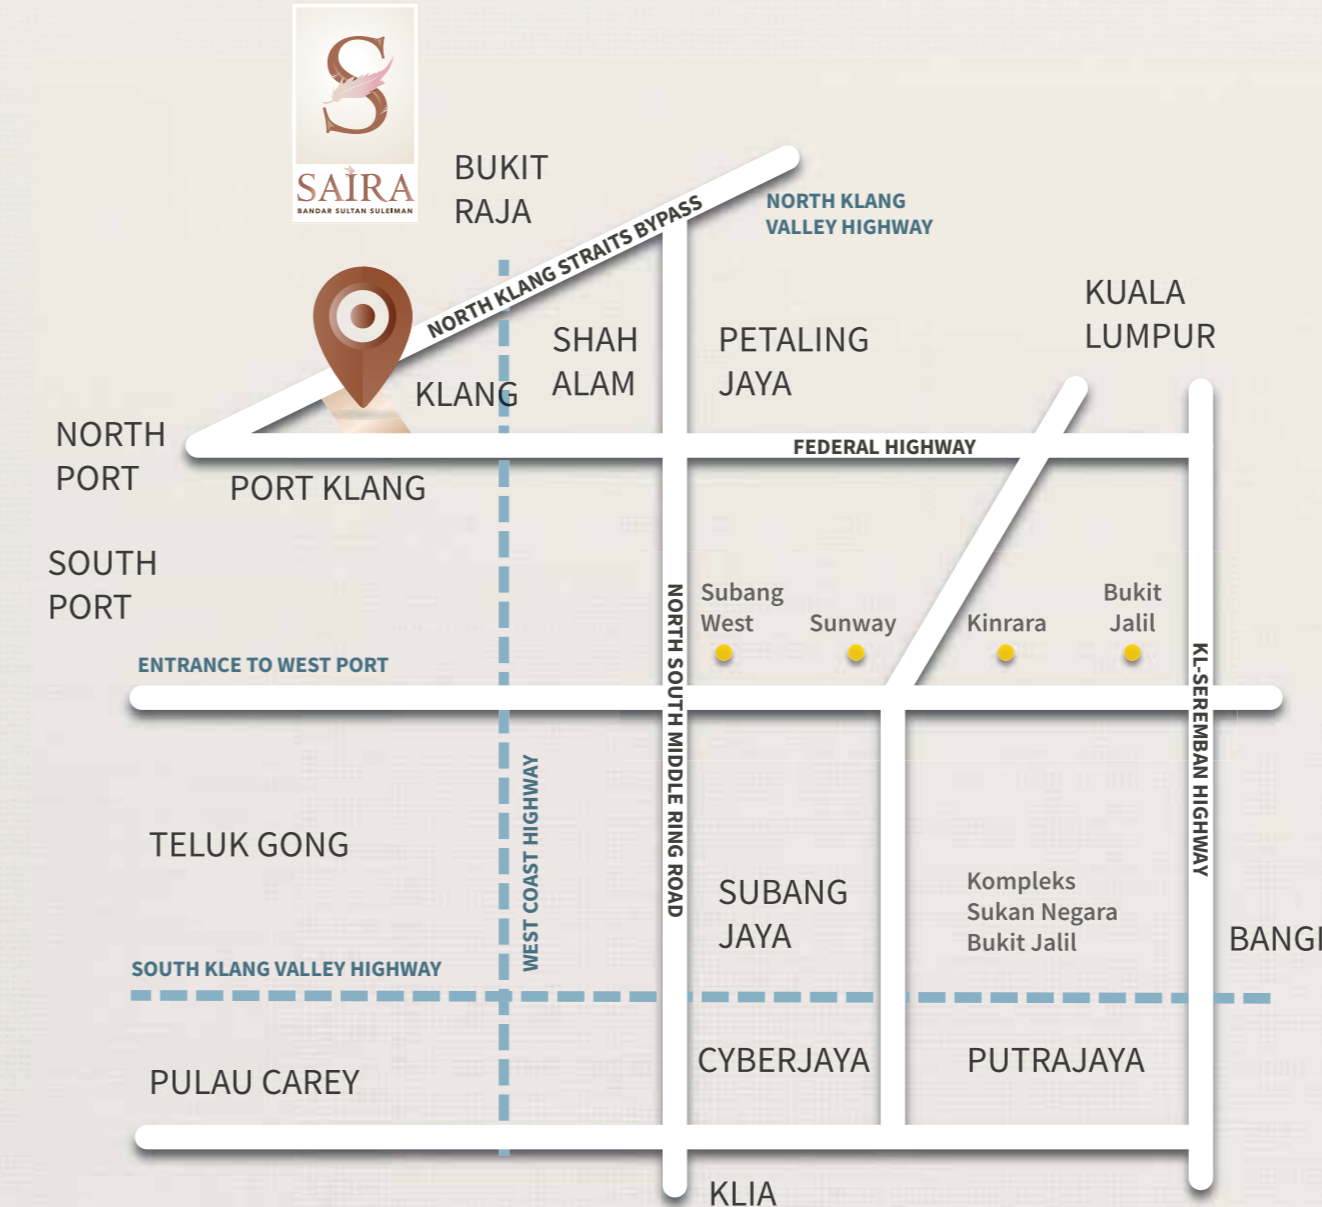 S
SAIRA
BANDAR SULTAN SULEIMAN
BUKIT
RAJA
NORTH KLANG STRAITS BYPASS
NORTH KLANG
VALLEY HIGHWAY
KUALA
LUMPUR
SHAH
ALAM
PETALING
JAYA
KLANG
NORTH
PORT
FEDERAL HIGHWAY
PORT KLANG
SOUTH
PORT
Subang
West
Sunway
Kinrara
Bukit
Jalil
ENTRANCE TO WEST PORT
NORTH SOUTH MIDDLE RING ROAD
KL-SEREMBAN HIGHWAY
WEST COAST HIGHWAY
TELUK GONG
SUBANG
JAYA
Kompleks
Sukan Negara
Bukit Jalil
BANGI
SOUTH KLANG VALLEY HIGHWAY
CYBERJAYA
PUTRAJAYA
PULAU CAREY
KLIA